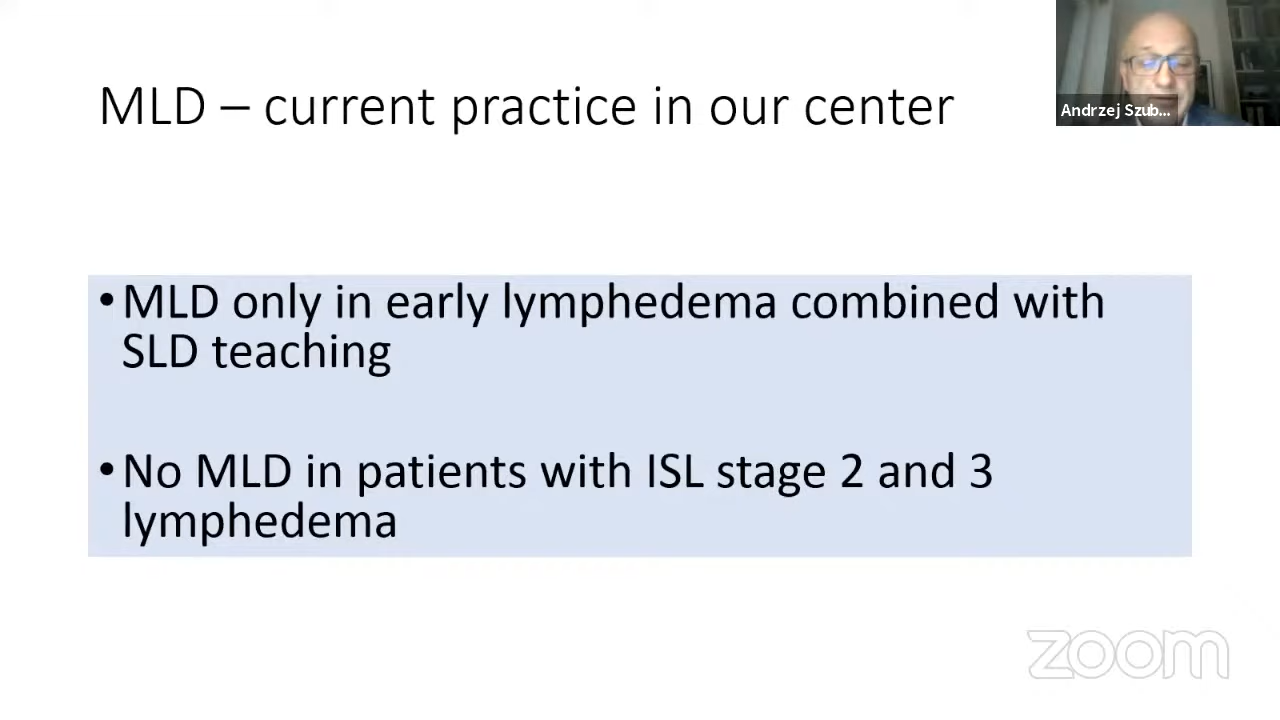 MLD – current practice in our center
Andrzej Szub...
•MLD only in early lymphedema combined with
SLD teaching
•No MLD in patients with ISL stage 2 and 3
lymphedema
zoom